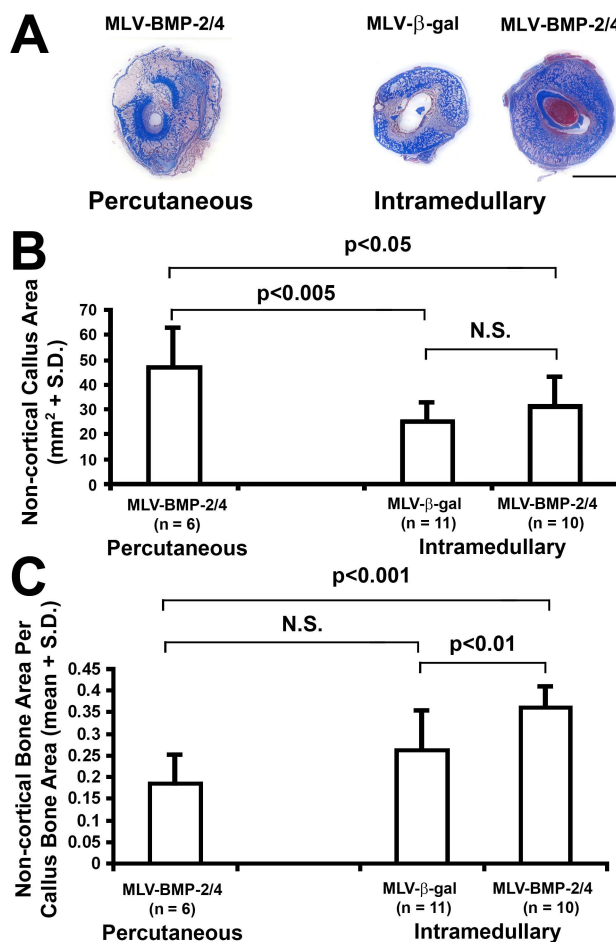 A
MLV-BMP-2/4
MLV-β-gal
MLV-BMP-2/4
Percutaneous
Intramedullary
B
p<0.05
p<0.005
N.S.
Non-cortical Callus Area
(mm² + S.D.)
70
60
50
40
30
20
10
0
MLV-BMP-2/4
(n = 6)
MLV-β-gal
(n = 11)
MLV-BMP-2/4
(n = 10)
Percutaneous
Intramedullary
C
p<0.001
N.S.
p<0.01
Non-cortical Bone Area Per
Callus Bone Area (mean + S.D.)
0.45
0.4
0.35
0.3
0.25
0.2
0.15
0.1
0.05
0
MLV-BMP-2/4
(n = 6)
MLV-β-gal
(n = 11)
MLV-BMP-2/4
(n = 10)
Percutaneous
Intramedullary